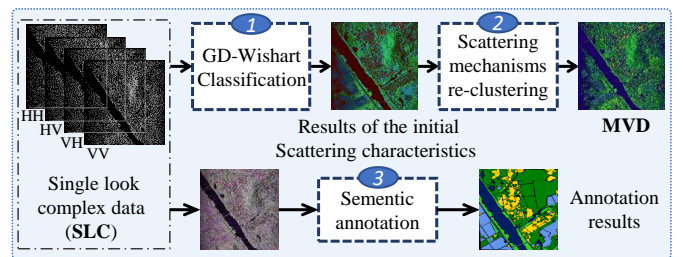 1
GD-Wishart
Classification
2
Scattering
mechanisms
re-clustering
HH
HV
VH
VV
Results of the initial
Scattering characteristics
MVD
Single look
complex data
(SLC)
3
Sementic
annotation
Annotation
results